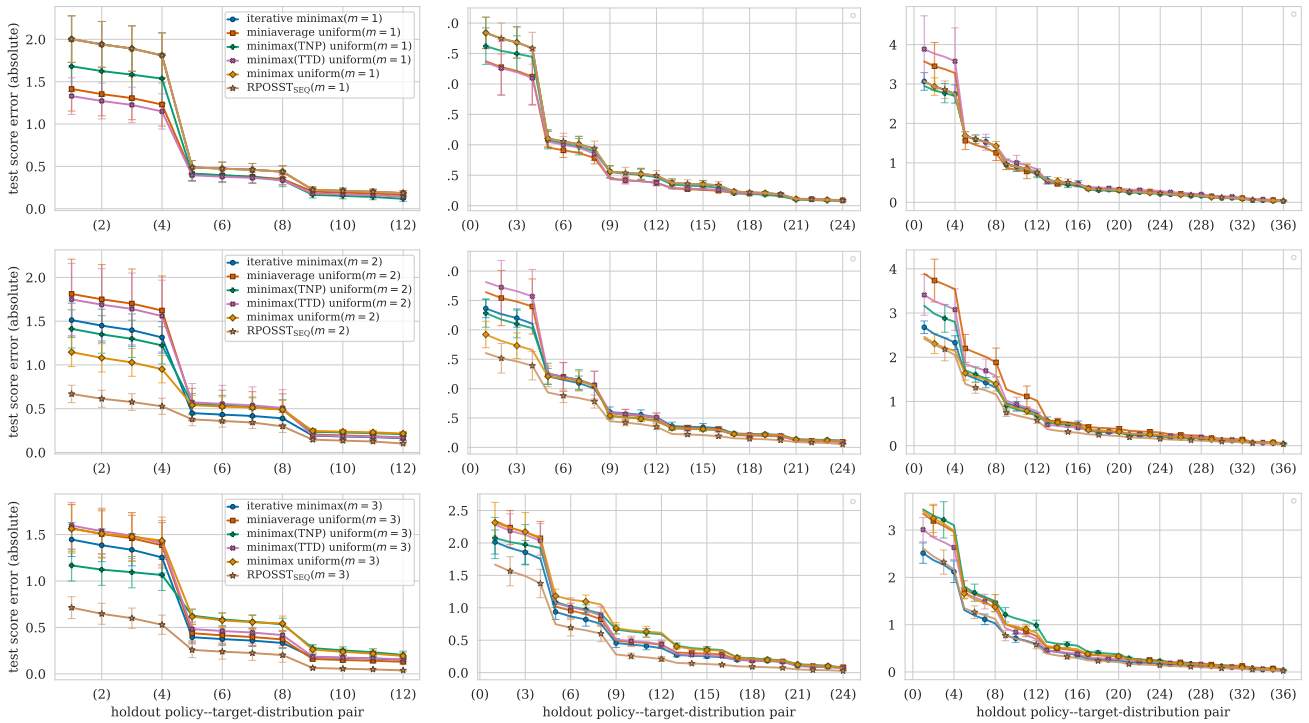 test score error (absolute)
2.0
1.5
1.0
0.5
0.0
iterative minimax(m = 1)
miniaverage uniform(m = 1)
minimax(TNP) uniform(m = 1)
minimax(TTD) uniform(m = 1)
minimax uniform(m = 1)
RPOSST_SEQ(m = 1)
(2) (4) (6) (8) (10) (12)
.0
.5
.0
.5
.0
.5
.0
(0) (3) (6) (9) (12) (15) (18) (21) (24)
4
3
2
1
0
(0) (4) (8) (12) (16) (20) (24) (28) (32) (36)
test score error (absolute)
2.0
1.5
1.0
0.5
0.0
iterative minimax(m = 2)
miniaverage uniform(m = 2)
minimax(TNP) uniform(m = 2)
minimax(TTD) uniform(m = 2)
minimax uniform(m = 2)
RPOSST_SEQ(m = 2)
(2) (4) (6) (8) (10) (12)
.0
.5
.0
.5
.0
.5
.0
(0) (3) (6) (9) (12) (15) (18) (21) (24)
4
3
2
1
0
(0) (4) (8) (12) (16) (20) (24) (28) (32) (36)
test score error (absolute)
1.5
1.0
0.5
0.0
iterative minimax(m = 3)
miniaverage uniform(m = 3)
minimax(TNP) uniform(m = 3)
minimax(TTD) uniform(m = 3)
minimax uniform(m = 3)
RPOSST_SEQ(m = 3)
(2) (4) (6) (8) (10) (12)
holdout policy--target-distribution pair
2.5
2.0
1.5
1.0
0.5
0.0
(0) (3) (6) (9) (12) (15) (18) (21) (24)
holdout policy--target-distribution pair
3
2
1
0
(0) (4) (8) (12) (16) (20) (24) (28) (32) (36)
holdout policy--target-distribution pair